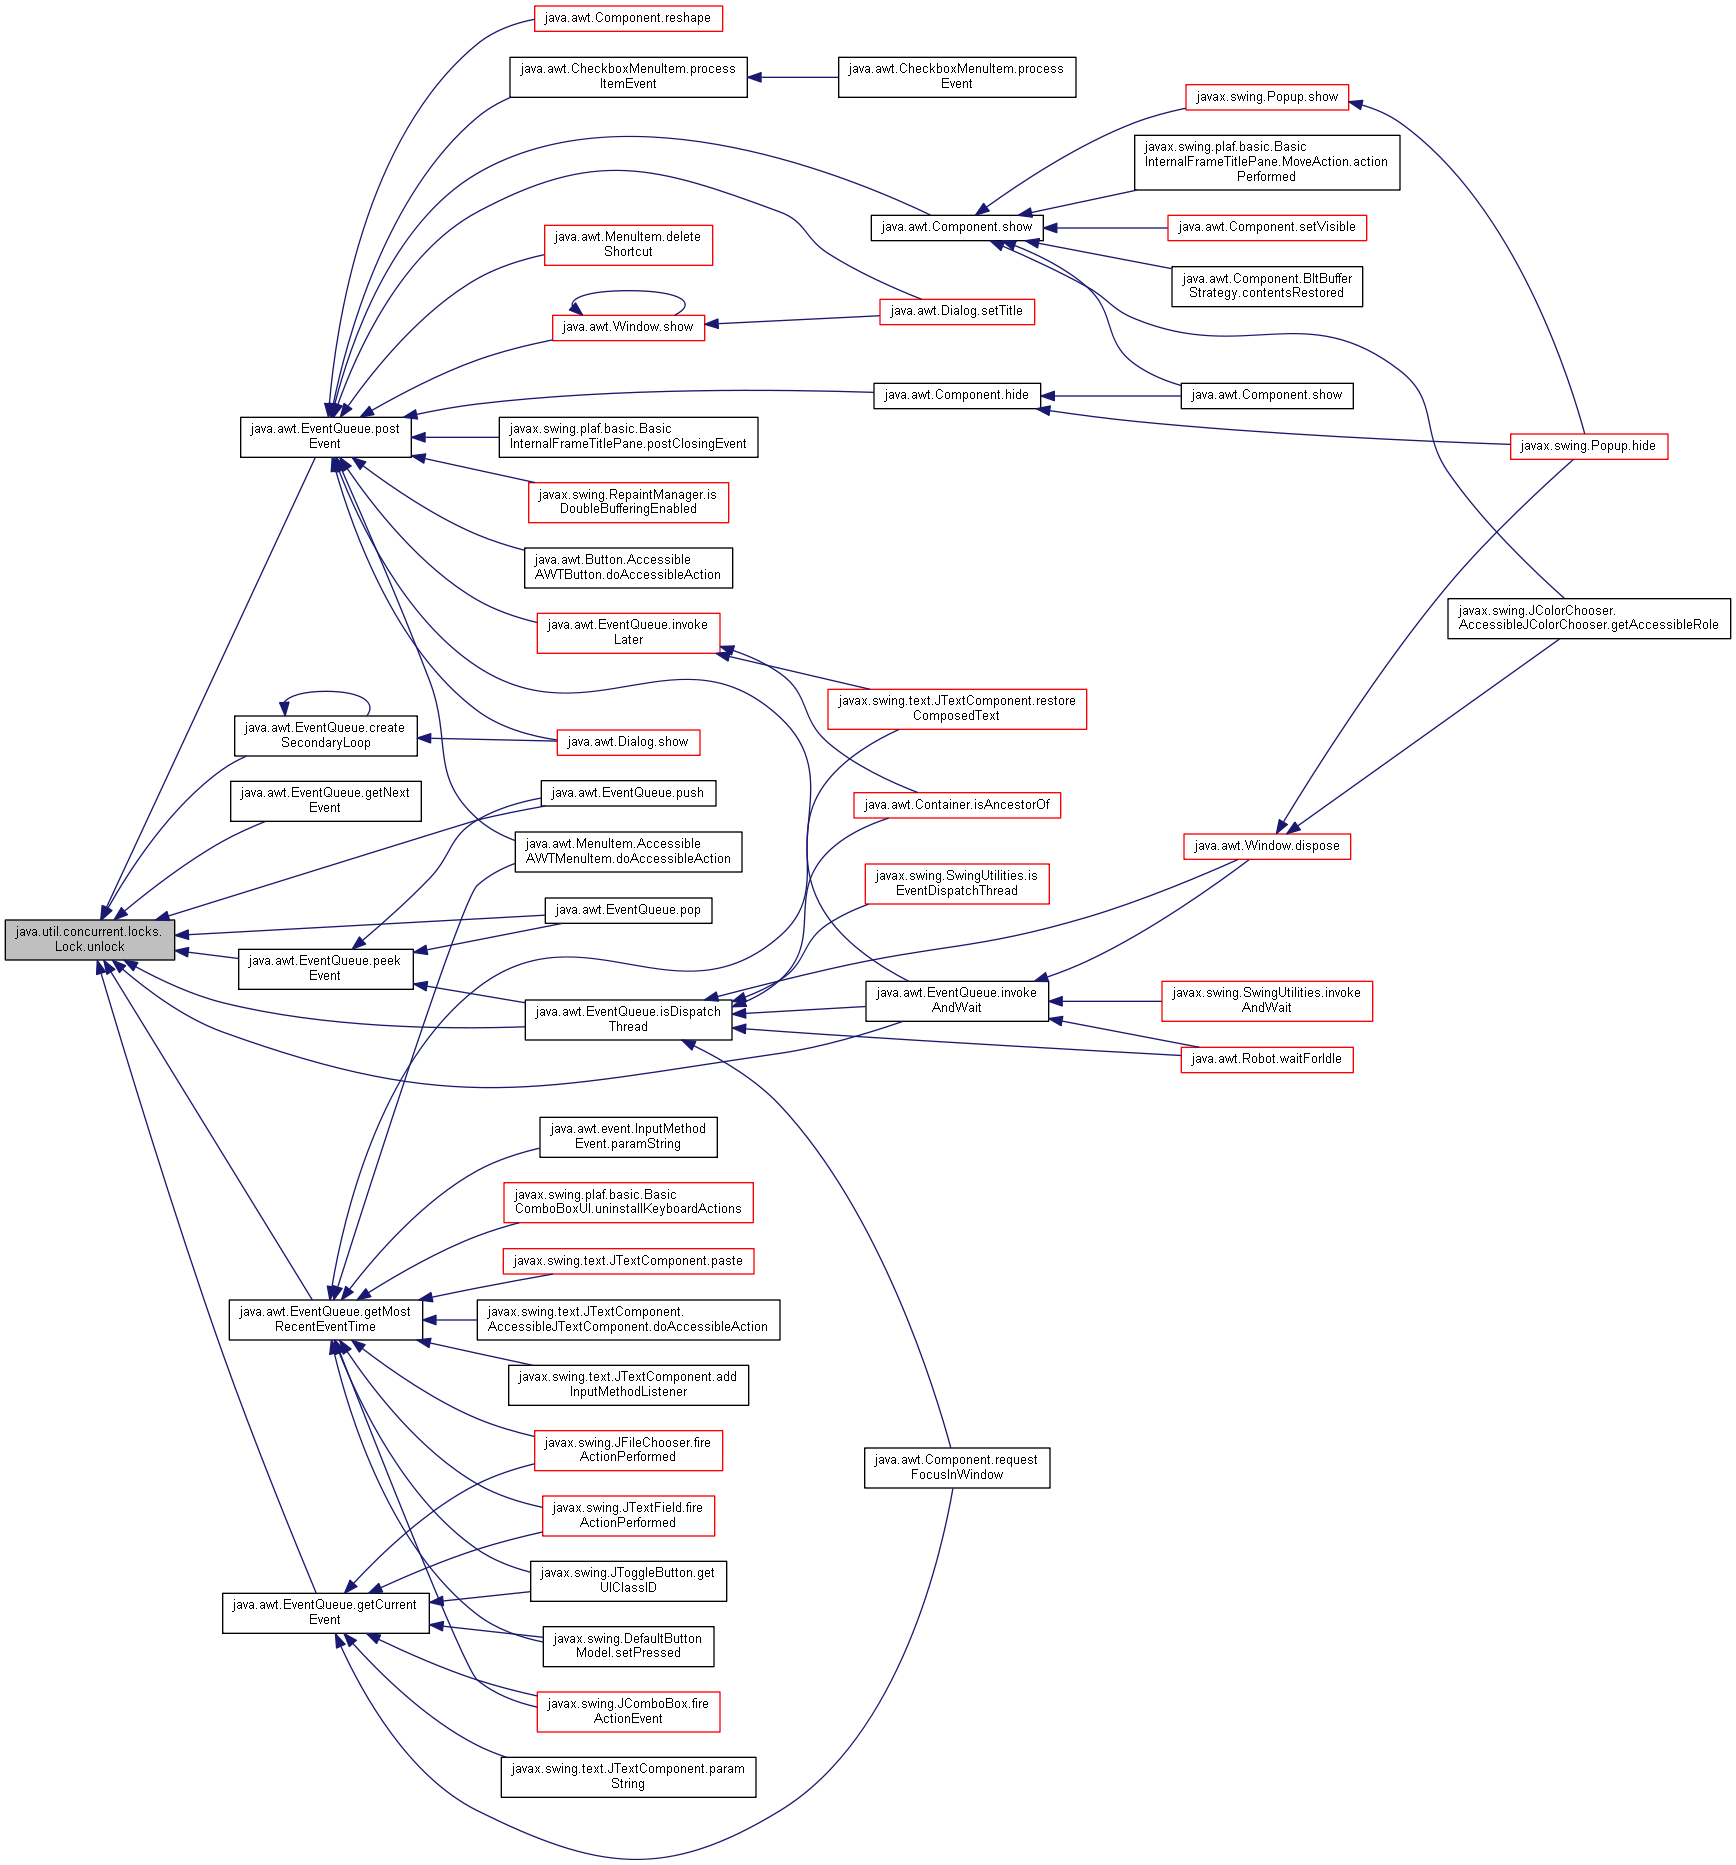 java.awt.Component.reshape
java.awt.CheckboxMenuItem.process
ItemEvent
java.awt.CheckboxMenuItem.process
Event
javax.swing.Popup.show
javax.swing.plaf.basic.Basic
InternalFrameTitlePane.MoveAction.action
Performed
java.awt.Component.show
java.awt.Component.setVisible
java.awt.MenuItem.delete
Shortcut
java.awt.Component.BltBuffer
Strategy.contentsRestored
java.awt.Dialog.setTitle
java.awt.Window.show
java.awt.Component.hide
java.awt.Component.show
java.awt.EventQueue.post
Event
javax.swing.plaf.basic.Basic
InternalFrameTitlePane.postClosingEvent
javax.swing.Popup.hide
javax.swing.RepaintManager.is
DoubleBufferingEnabled
java.awt.Button.Accessible
AWTButton.doAccessibleAction
java.awt.EventQueue.invoke
Later
javax.swing.JColorChooser.
AccessibleJColorChooser.getAccessibleRole
javax.swing.text.JTextComponent.restore
ComposedText
java.awt.EventQueue.create
SecondaryLoop
java.awt.Dialog.show
java.awt.EventQueue.getNext
Event
java.awt.EventQueue.push
java.awt.Container.isAncestorOf
java.awt.MenuItem.Accessible
AWTMenuItem.doAccessibleAction
java.awt.Window.dispose
javax.swing.SwingUtilities.is
EventDispatchThread
java.awt.EventQueue.pop
java.util.concurrent.locks.
Lock.unlock
java.awt.EventQueue.peek
Event
java.awt.EventQueue.isDispatch
Thread
java.awt.EventQueue.invoke
AndWait
javax.swing.SwingUtilities.invoke
AndWait
java.awt.Robot.waitForIdle
java.awt.event.InputMethod
Event.paramString
javax.swing.plaf.basic.Basic
ComboBoxUI.uninstallKeyboardActions
javax.swing.text.JTextComponent.paste
java.awt.EventQueue.getMost
RecentEventTime
javax.swing.text.JTextComponent.
AccessibleJTextComponent.doAccessibleAction
javax.swing.text.JTextComponent.add
InputMethodListener
javax.swing.JFileChooser.fire
ActionPerformed
java.awt.Component.request
FocusInWindow
javax.swing.JTextField.fire
ActionPerformed
javax.swing.JToggleButton.get
UIClassID
java.awt.EventQueue.getCurrent
Event
javax.swing.DefaultButton
Model.setPressed
javax.swing.JComboBox.fire
ActionEvent
javax.swing.text.JTextComponent.param
String